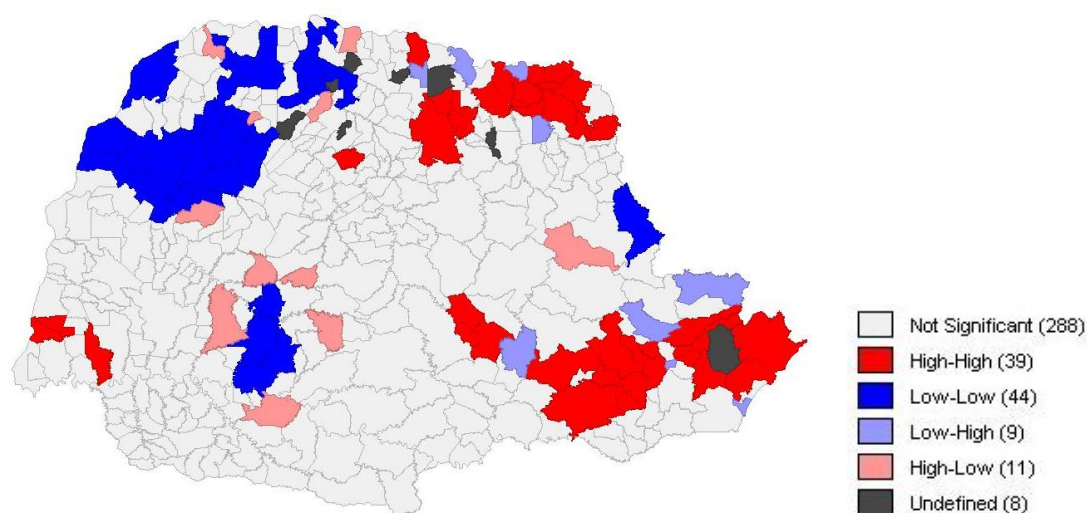 Not Significant (288)
High-High (39)
Low-Low (44)
Low-High (9)
High-Low (11)
Undefined (8)